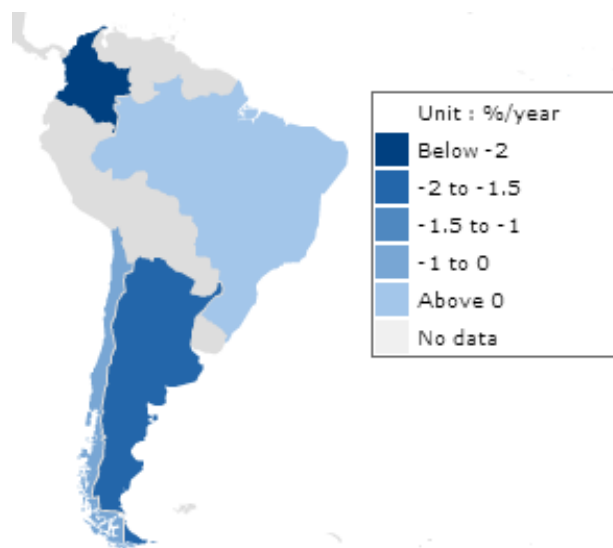 Unit : %/year
Below -2
-2 to -1.5
-1.5 to -1
-1 to 0
Above 0
No data